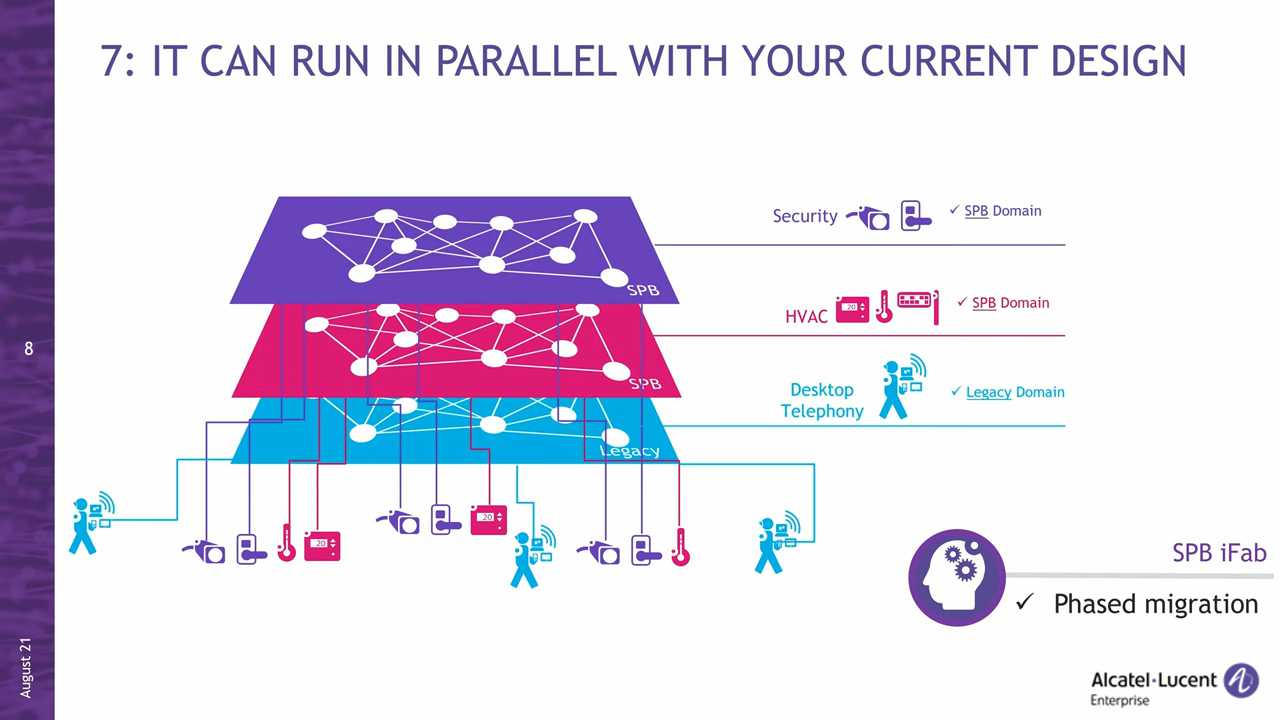 7: IT CAN RUN IN PARALLEL WITH YOUR CURRENT DESIGN
Security
✓ SPB Domain
SPB
HVAC
20
✓ SPB Domain
SPB
Desktop
Telephony
✓ Legacy Domain
Legacy
20
20
8
SPB iFab
✓ Phased migration
August 21
Alcatel·Lucent
Enterprise